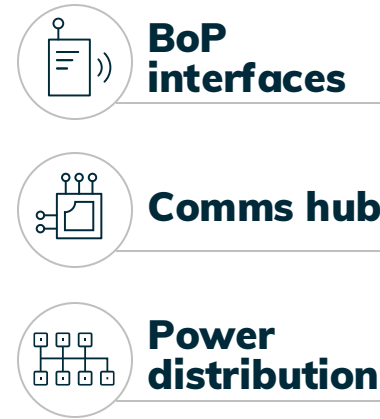 BoP
interfaces
Comms hub
Power
distribution